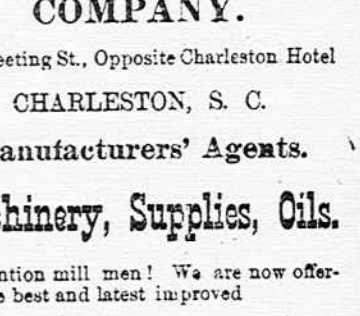 COMPANY.
eeting St., Opposite Charleston Hotel
CHARLESTON, S. C.
anufacturers' Agents.
hinery, Supplies, Oils.
ntion mill men! We are now offer-
e best and latest improved